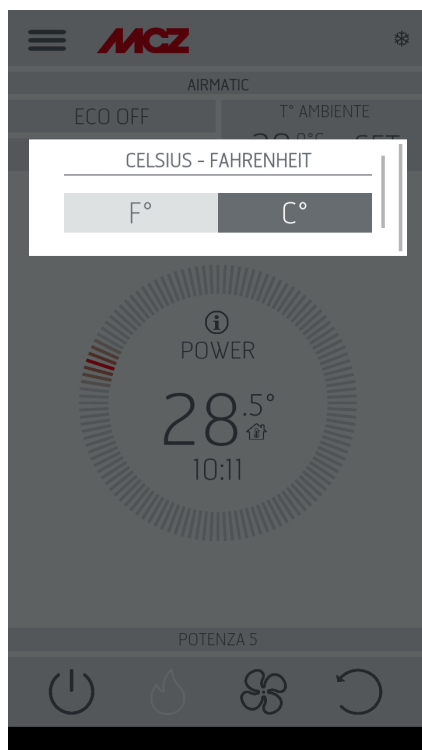 MCZ
AIRMATIC
ECO OFF
T° AMBIENTE
CELSIUS - FAHRENHEIT
F° C°
POWER
28.5°
10:11
POTENZA 5